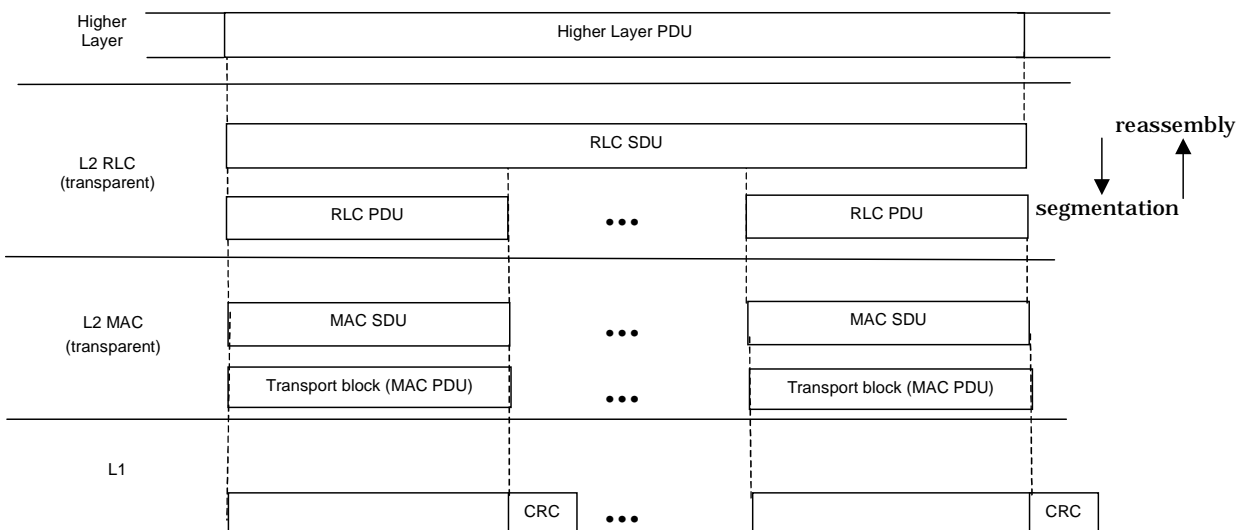 Higher
Layer
Higher Layer PDU
RLC SDU
reassembly
L2 RLC
(transparent)
RLC PDU
•••
RLC PDU
segmentation
L2 MAC
(transparent)
MAC SDU
•••
MAC SDU
Transport block (MAC PDU)
•••
Transport block (MAC PDU)
L1
CRC
•••
CRC